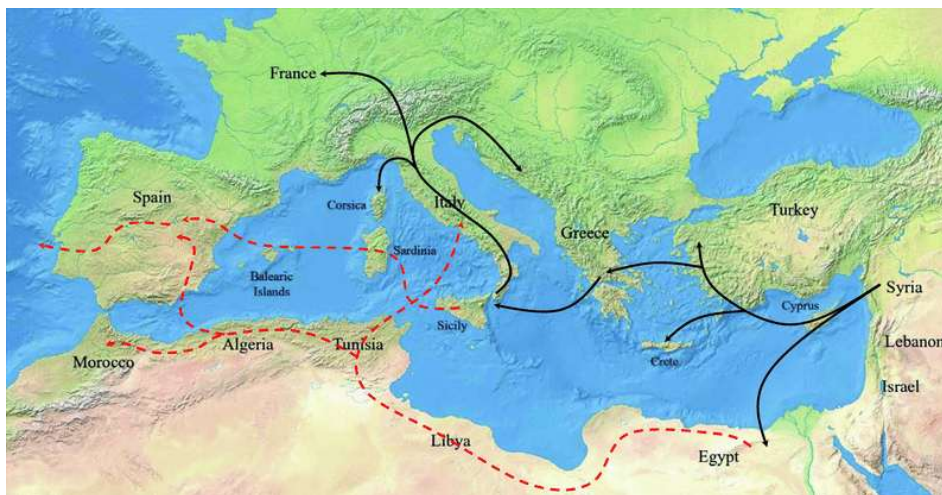 France
Spain
Corsica
Italy
Turkey
Greece
Sardinia
Balearic
Islands
Syria
Cyprus
Sicily
Lebanon
Morocco
Algeria
Tunisia
Crete
Israel
Libya
Egypt